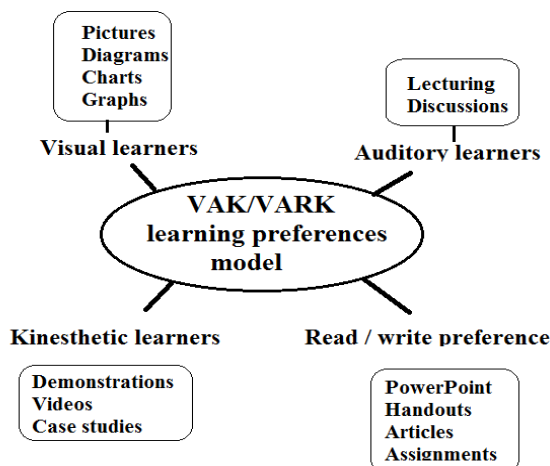 Pictures
Diagrams
Charts
Graphs
Visual learners
Lecturing
Discussions
Auditory learners
VAK/VARK
learning preferences
model
Kinesthetic learners
Demonstrations
Videos
Case studies
Read / write preference
PowerPoint
Handouts
Articles
Assignments